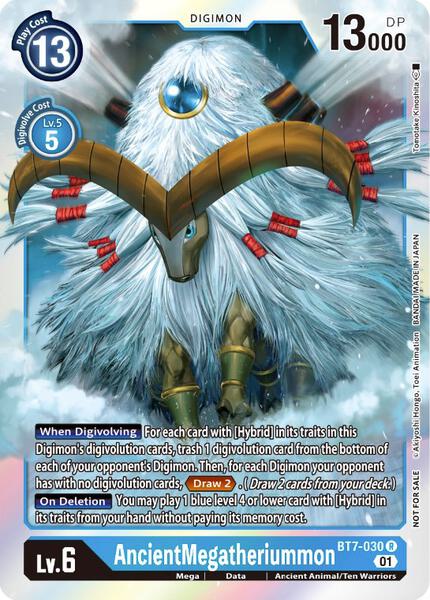 DIGIMON
Play Cost
13
13000 DP
Digivolve Cost
Lv.5
5
Tomotake Kinoshita
©Akiyoshi Hongo, Toei Animation BANDAI MADE IN JAPAN
NOT FOR SALE
When Digivolving For each card with [Hybrid] in its traits in this
Digimon's digivolution cards, trash 1 digivolution card from the bottom of
each of your opponent's Digimon. Then, for each Digimon your opponent
has with no digivolution cards, Draw 2 . (Draw 2 cards from your deck.)
On Deletion You may play 1 blue level 4 or lower card with [Hybrid] in
its traits from your hand without paying its memory cost.
Lv.6
AncientMegatheriummon
BT7-030 R
01
Mega Data Ancient Animal/Ten Warriors